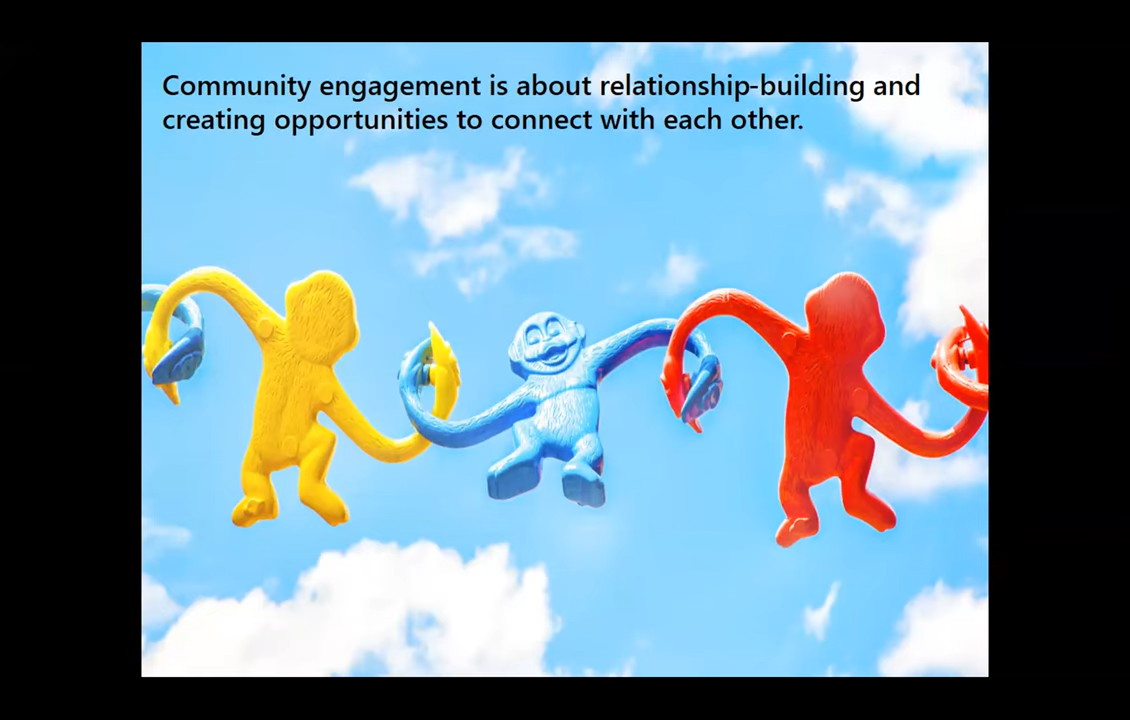 Community engagement is about relationship-building and
creating opportunities to connect with each other.